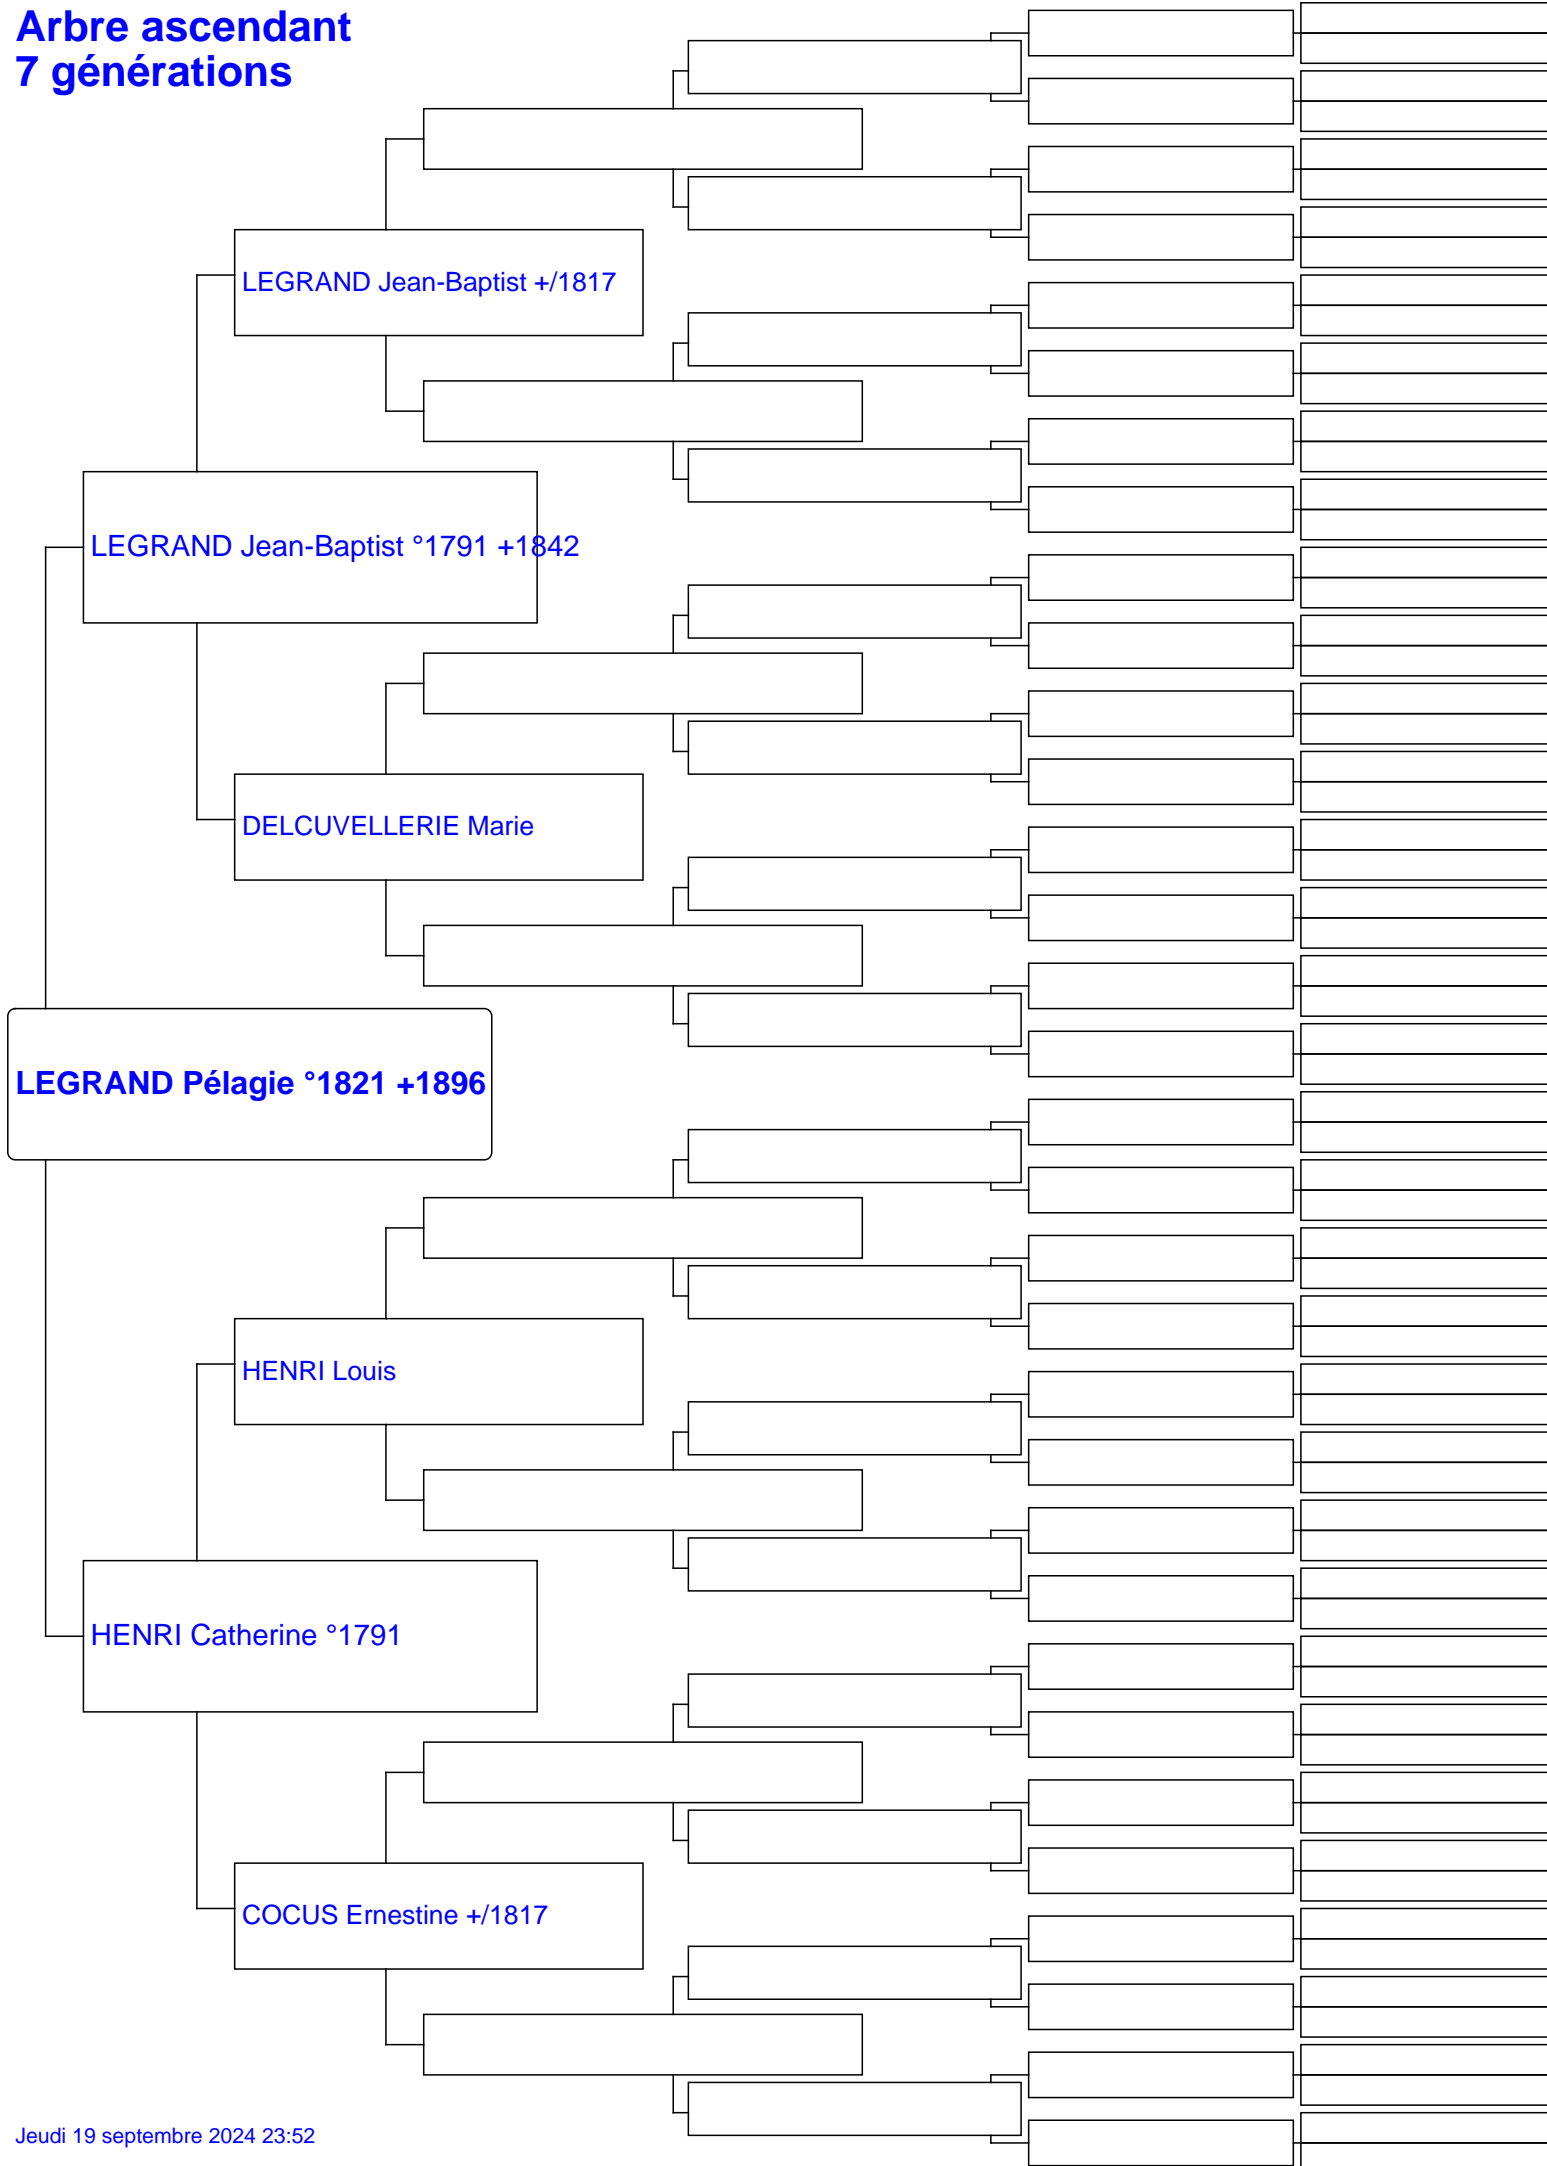 Arbre ascendant
7 générations
LEGRAND Jean-Baptist +/1817
LEGRAND Jean-Baptist °1791 +1842
DELCUVELLERIE Marie
LEGRAND Pélagie °1821 +1896
HENRI Louis
HENRI Catherine °1791
COCUS Ernestine +/1817
Jeudi 19 septembre 2024 23:52